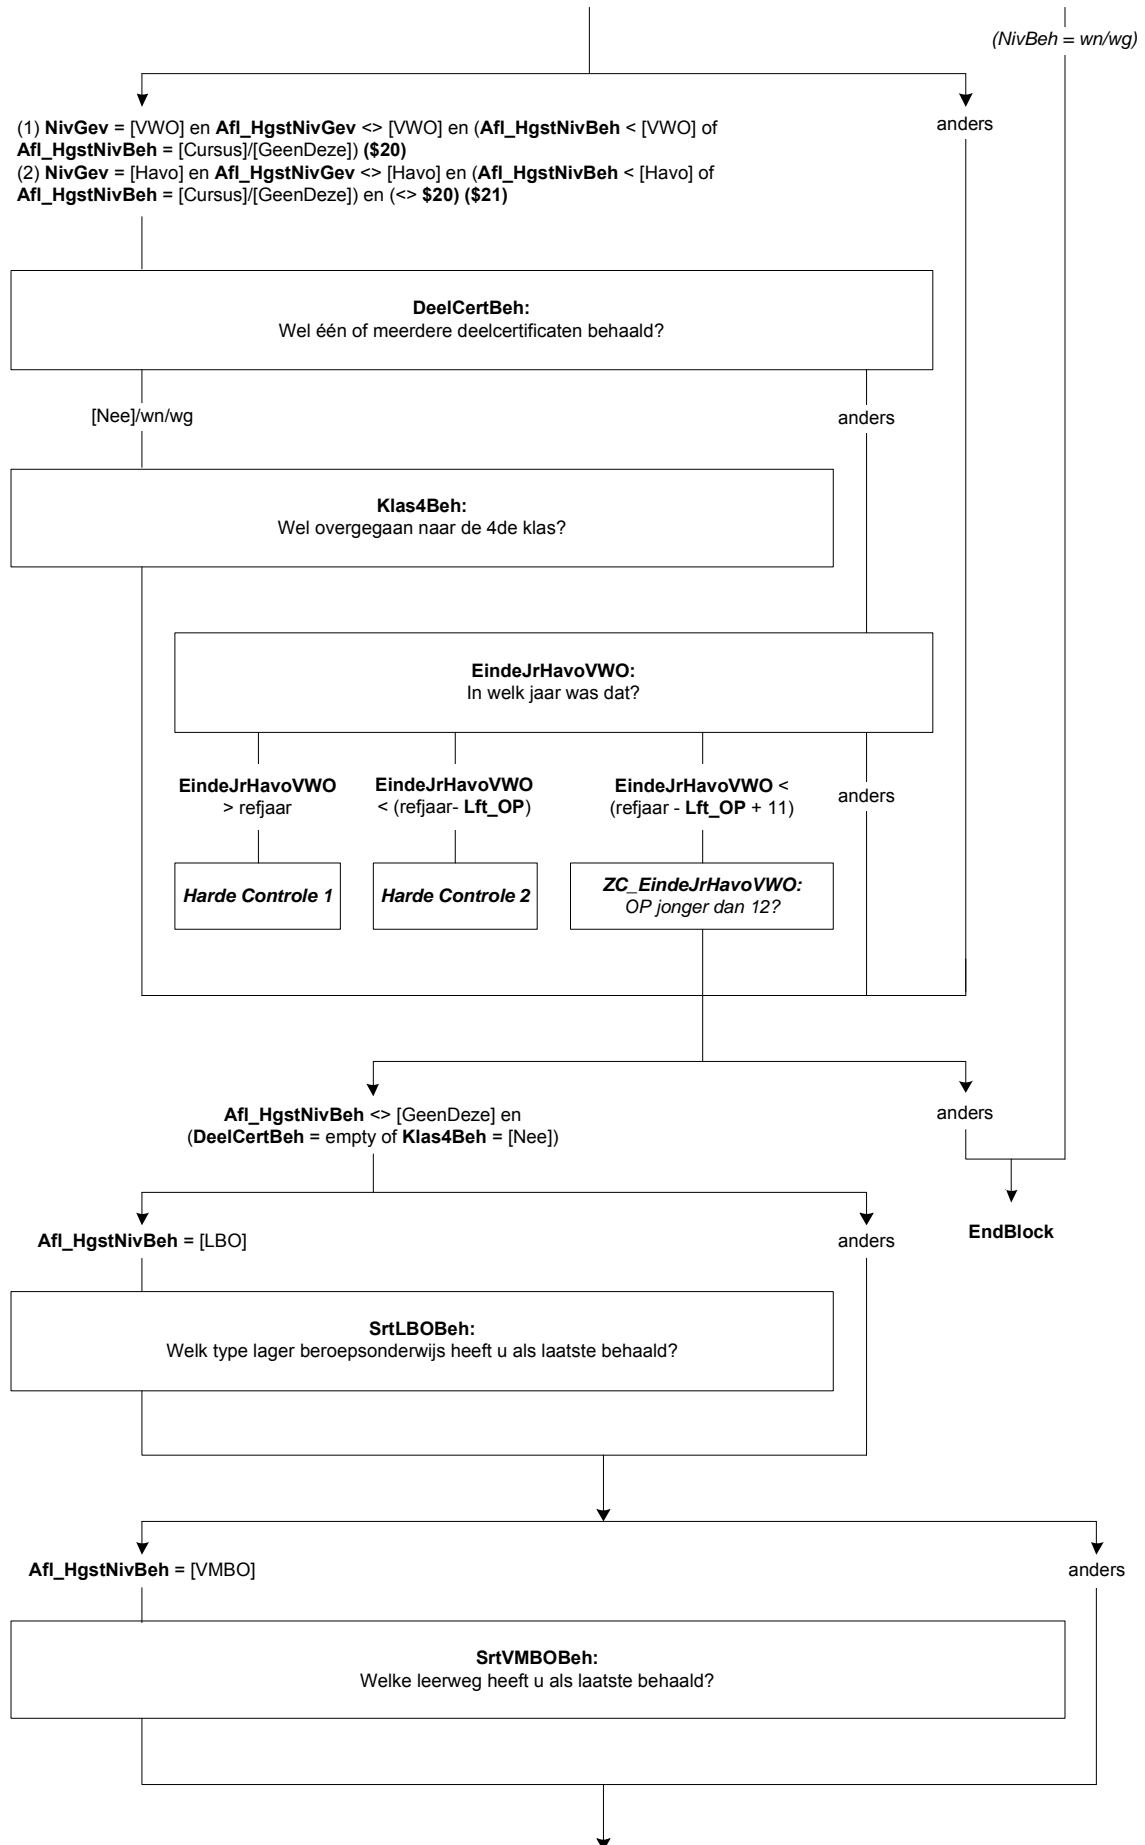 (NivBeh = wn/wg)
(1) NivGev = [VWO] en Afl_HgstNivGev <> [VWO] en (Afl_HgstNivBeh < [VWO] of
Afl_HgstNivBeh = [Cursus]/[GeenDeze]) ($20)
(2) NivGev = [Havo] en Afl_HgstNivGev <> [Havo] en (Afl_HgstNivBeh < [Havo] of
Afl_HgstNivBeh = [Cursus]/[GeenDeze]) en (<> $20) ($21)
anders
DeelCertBeh:
Wel één of meerdere deelcertificaten behaald?
[Nee]/wn/wg
anders
Klas4Beh:
Wel overgegaan naar de 4de klas?
EindeJrHavoVWO:
In welk jaar was dat?
EindeJrHavoVWO
> refjaar
EindeJrHavoVWO
< (refjaar- Lft_OP)
EindeJrHavoVWO <
(refjaar - Lft_OP + 11)
anders
Harde Controle 1
Harde Controle 2
ZC_EindeJrHavoVWO:
OP jonger dan 12?
Afl_HgstNivBeh <> [GeenDeze] en
(DeelCertBeh = empty of Klas4Beh = [Nee])
anders
EndBlock
Afl_HgstNivBeh = [LBO]
anders
SrtLBOBeh:
Welk type lager beroepsonderwijs heeft u als laatste behaald?
Afl_HgstNivBeh = [VMBO]
anders
SrtVMBOBeh:
Welke leerweg heeft u als laatste behaald?